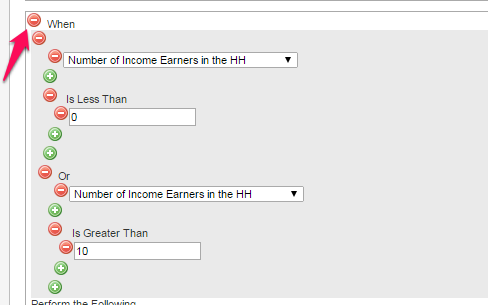 When
Number of Income Earners in the HH
Is Less Than
0
Or
Number of Income Earners in the HH
Is Greater Than
10
Perform the Following